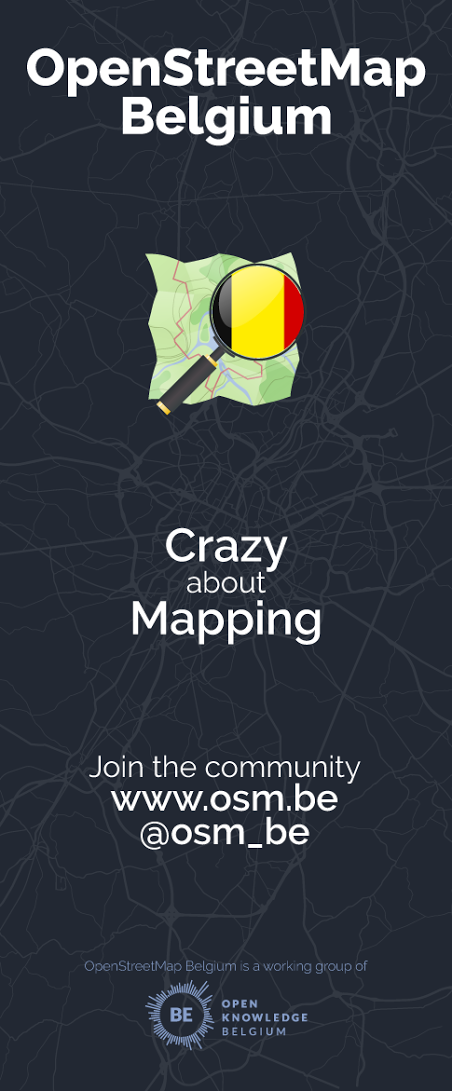 OpenStreetMap
Belgium
Crazy
about
Mapping
Join the community
www.osm.be
@osm_be
OpenStreetMap Belgium is a working group of
BE
OPEN
KNOWLEDGE
BELGIUM